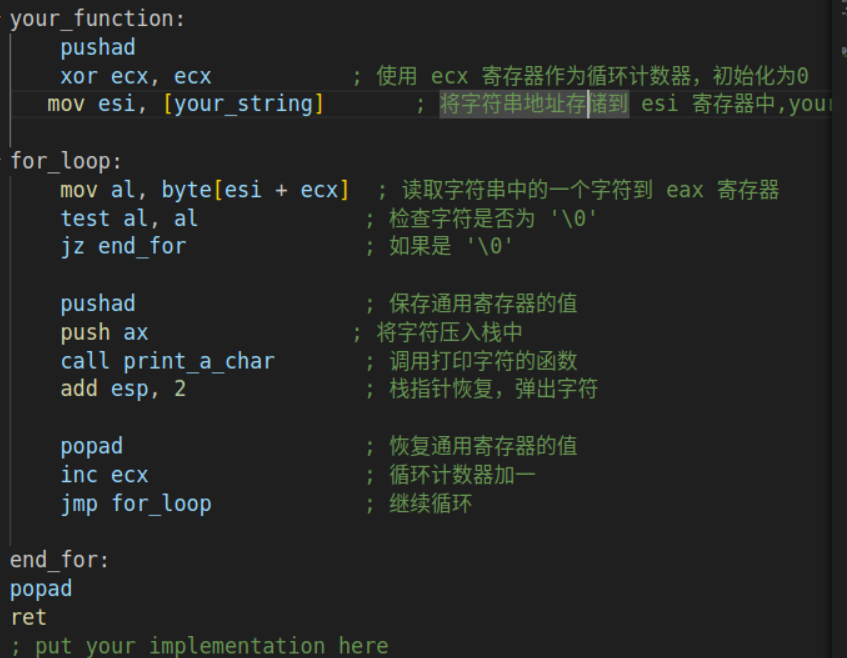 your_function:
pushad
xor ecx, ecx ; 使用 ecx 寄存器作为循环计数器，初始化为0
mov esi, [your_string] ; 将字符串地址存储到 esi 寄存器中,your
for_loop:
mov al, byte[esi + ecx] ; 读取字符串中的一个字符到 eax 寄存器
test al, al ; 检查字符是否为 '\0'
jz end_for ; 如果是 '\0'
pushad ; 保存通用寄存器的值
push ax ; 将字符压入栈中
call print_a_char ; 调用打印字符的函数
add esp, 2 ; 栈指针恢复，弹出字符
popad ; 恢复通用寄存器的值
inc ecx ; 循环计数器加一
jmp for_loop ; 继续循环
end_for:
popad
ret
; put your implementation here